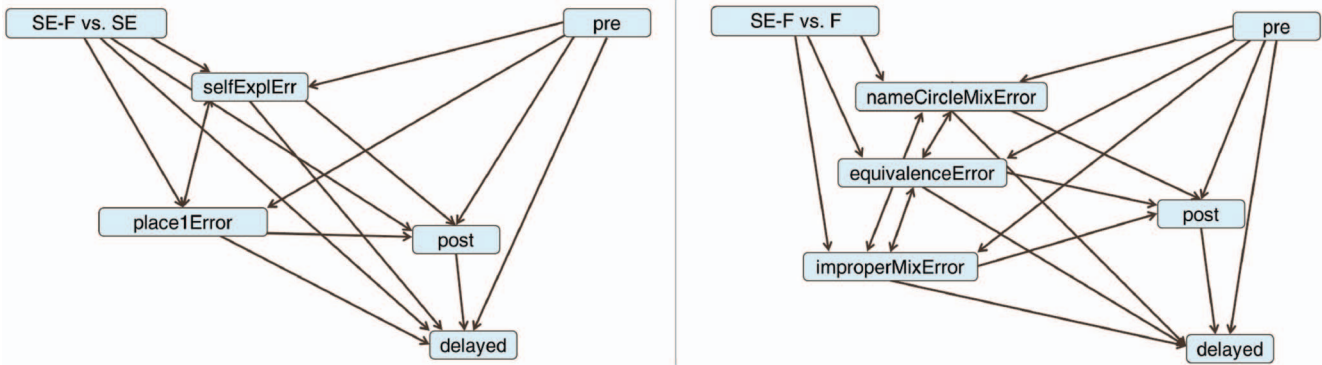 SE-F vs. SE
pre
selfExplErr
place1Error
post
delayed
SE-F vs. F
pre
nameCircleMixError
equivalenceError
post
improperMixError
delayed